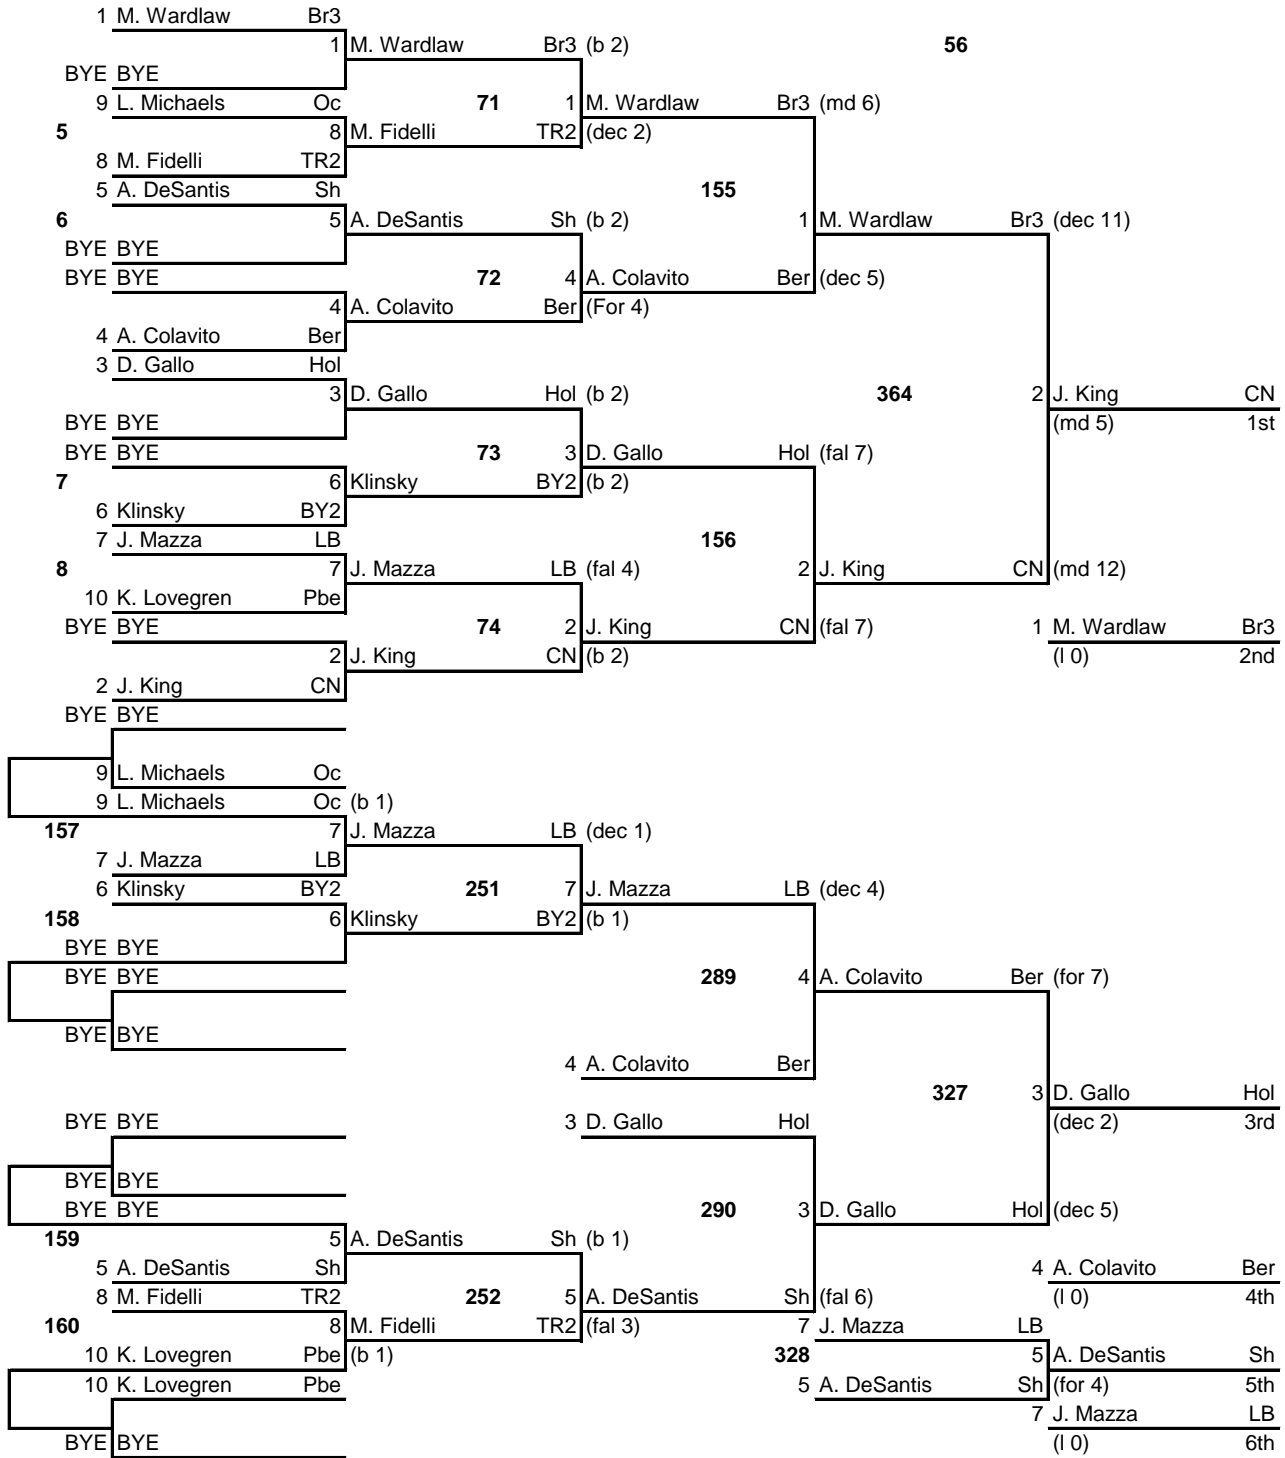 1 M. Wardlaw Br3
1 M. Wardlaw Br3 (b 2) 56
BYE BYE
9 L. Michaels Oc 71 1 M. Wardlaw Br3 (md 6)
5 8 M. Fidelli TR2 (dec 2)
8 M. Fidelli TR2
5 A. DeSantis Sh 155
6 5 A. DeSantis Sh (b 2) 1 M. Wardlaw Br3 (dec 11)
BYE BYE
BYE BYE 72 4 A. Colavito Ber (dec 5)
4 A. Colavito Ber (For 4)
4 A. Colavito Ber
3 D. Gallo Hol
3 D. Gallo Hol (b 2) 364 2 J. King CN
BYE BYE (md 5) 1st
BYE BYE 73 3 D. Gallo Hol (fal 7)
7 6 Klinsky BY2 (b 2)
6 Klinsky BY2
7 J. Mazza LB 156
8 7 J. Mazza LB (fal 4) 2 J. King CN (md 12)
10 K. Lovegren Pbe
BYE BYE 74 2 J. King CN (fal 7) 1 M. Wardlaw Br3
2 J. King CN (b 2) (l 0) 2nd
2 J. King CN
BYE BYE
9 L. Michaels Oc
9 L. Michaels Oc (b 1)
157 7 J. Mazza LB (dec 1)
7 J. Mazza LB
6 Klinsky BY2 251 7 J. Mazza LB (dec 4)
158 6 Klinsky BY2 (b 1)
BYE BYE
BYE BYE 289 4 A. Colavito Ber (for 7)
BYE BYE
4 A. Colavito Ber
327 3 D. Gallo Hol
BYE BYE 3 D. Gallo Hol (dec 2) 3rd
BYE BYE
BYE BYE 290 3 D. Gallo Hol (dec 5)
159 5 A. DeSantis Sh (b 1)
5 A. DeSantis Sh 4 A. Colavito Ber
8 M. Fidelli TR2 252 5 A. DeSantis Sh (fal 6) (l 0) 4th
160 8 M. Fidelli TR2 (fal 3) 7 J. Mazza LB
10 K. Lovegren Pbe (b 1) 328 5 A. DeSantis Sh
10 K. Lovegren Pbe 5 A. DeSantis Sh (for 4) 5th
7 J. Mazza LB
BYE BYE (l 0) 6th